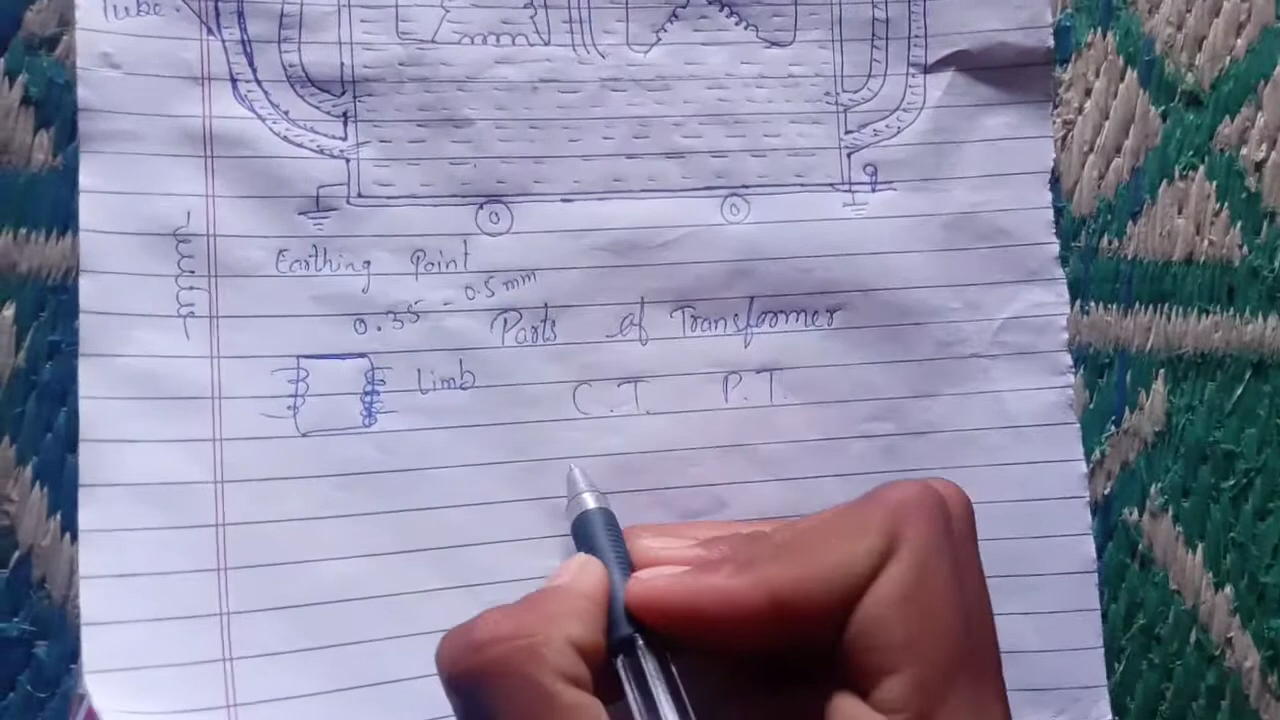 Tube.
Earthing Point
0.35 - 0.5 mm
Parts of Transformer
limb
C.T. P.T.